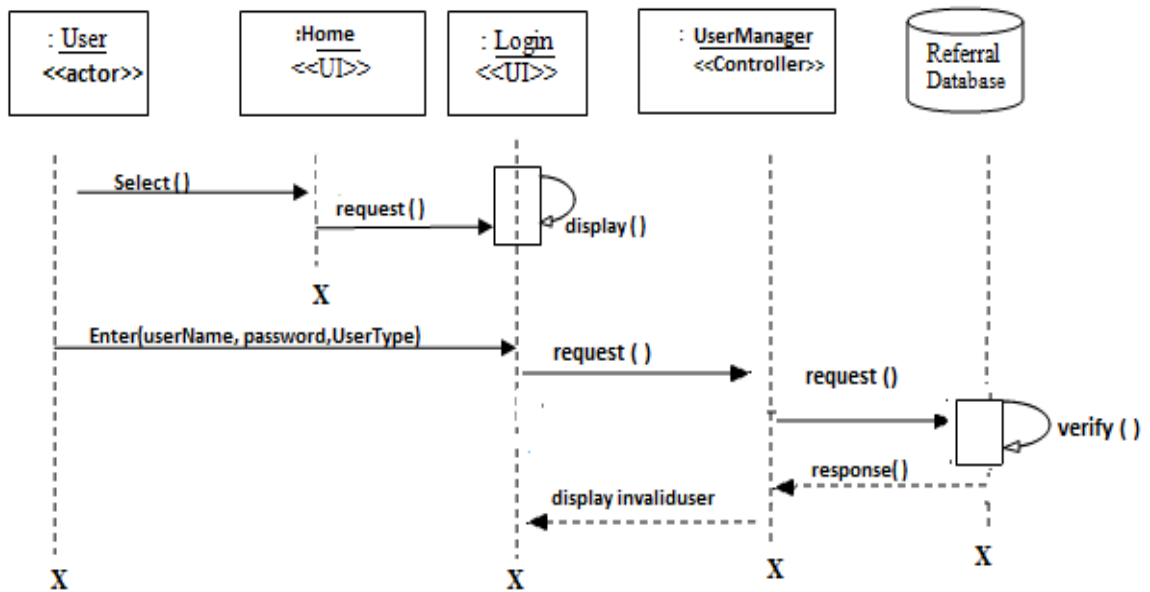 : User
<<actor>>
:Home
<<UI>>
: Login
<<UI>>
: UserManager
<<Controller>>
Referral
Database
Select ( )
request ( )
display ( )
X
Enter(userName, password,UserType)
request ( )
request ()
verify ( )
response()
display invaliduser
X
X
X
X